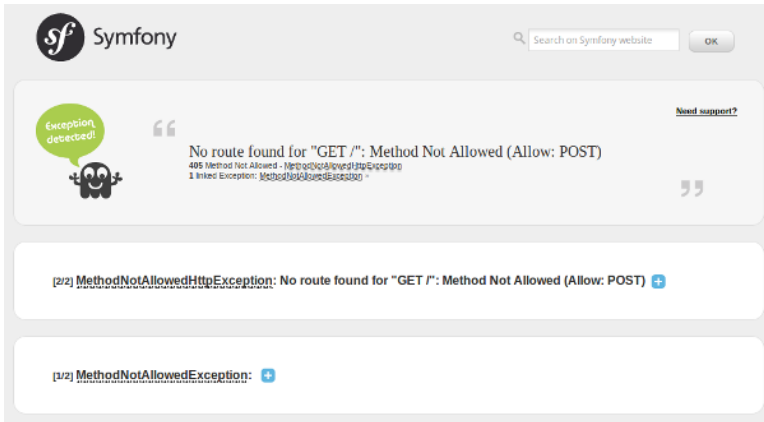 sf Symfony
Search on Symfony website
OK
Need support?
Exception
detected!
“
No route found for "GET /": Method Not Allowed (Allow: POST)
405 Method Not Allowed - MethodNotAllowedHttpException
1 linked Exception: MethodNotAllowedException »
”
[2/2] MethodNotAllowedHttpException: No route found for "GET /": Method Not Allowed (Allow: POST)
[1/2] MethodNotAllowedException: